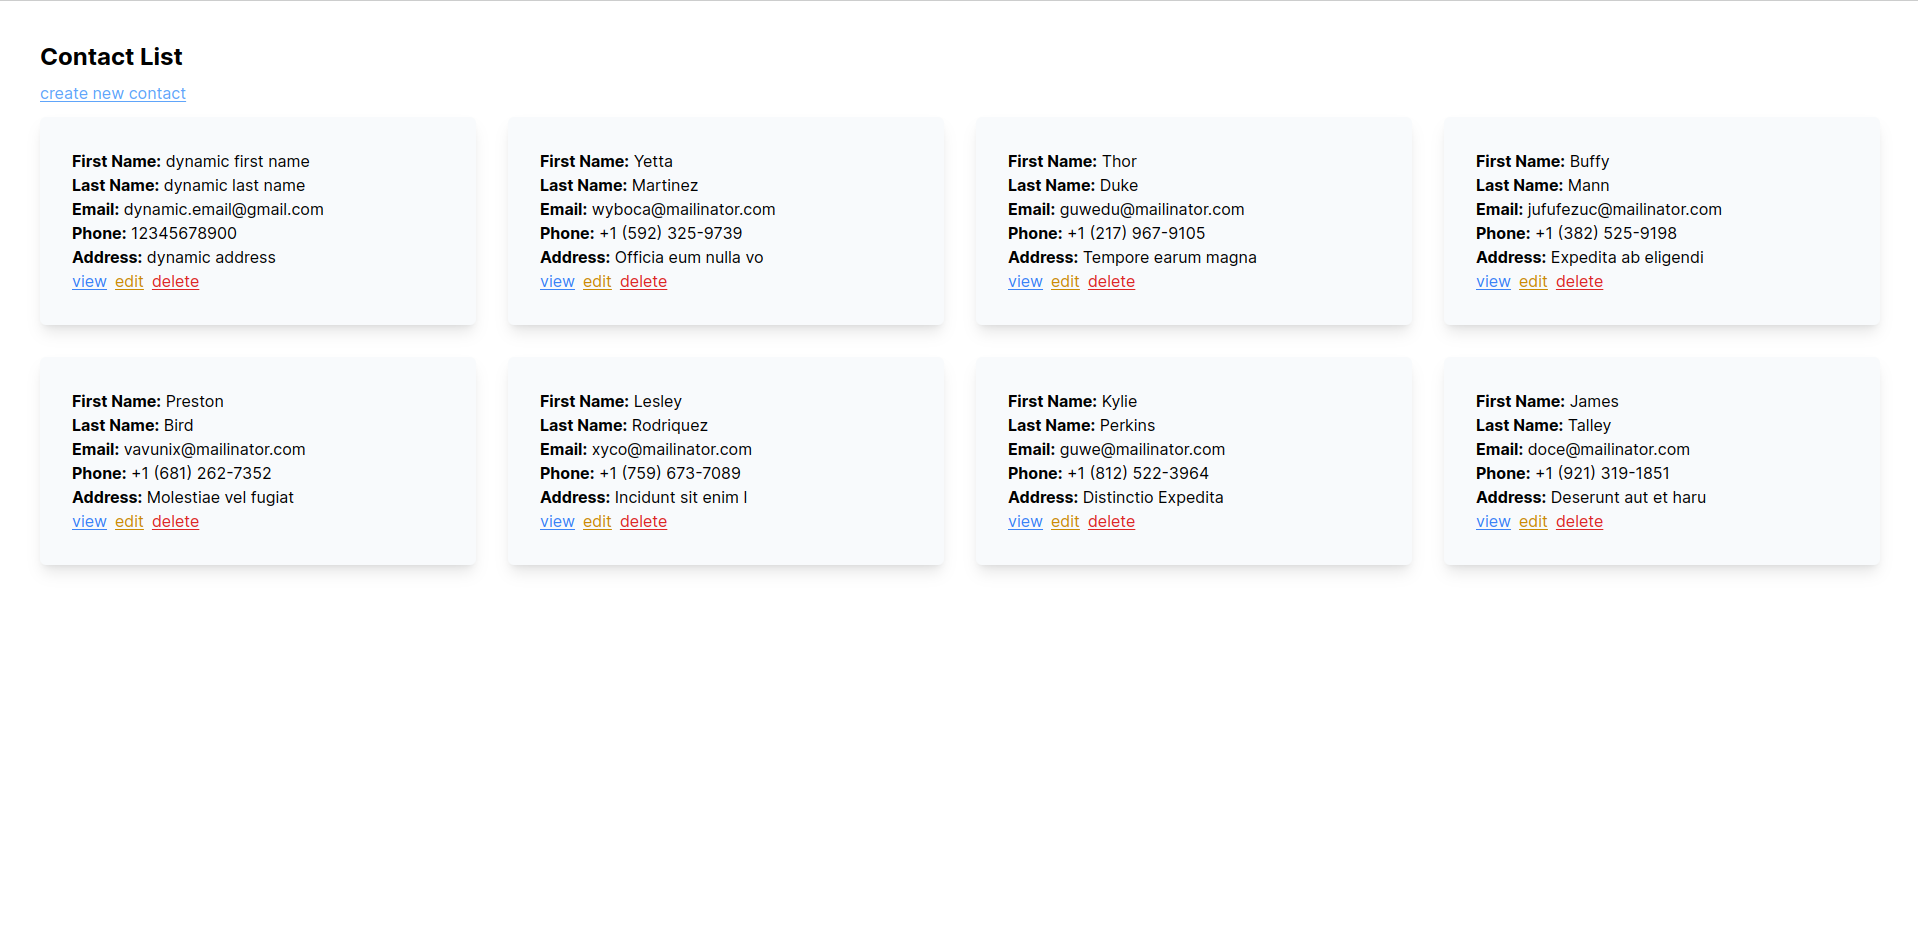 Contact List
create new contact
First Name: dynamic first name
Last Name: dynamic last name
Email: dynamic.email@gmail.com
Phone: 12345678900
Address: dynamic address
view edit delete
First Name: Yetta
Last Name: Martinez
Email: wyboca@mailinator.com
Phone: +1 (592) 325-9739
Address: Officia eum nulla vo
view edit delete
First Name: Thor
Last Name: Duke
Email: guwedu@mailinator.com
Phone: +1 (217) 967-9105
Address: Tempore earum magna
view edit delete
First Name: Buffy
Last Name: Mann
Email: jufufezuc@mailinator.com
Phone: +1 (382) 525-9198
Address: Expedita ab eligendi
view edit delete
First Name: Preston
Last Name: Bird
Email: vavunix@mailinator.com
Phone: +1 (681) 262-7352
Address: Molestiae vel fugiat
view edit delete
First Name: Lesley
Last Name: Rodriquez
Email: xyco@mailinator.com
Phone: +1 (759) 673-7089
Address: Incidunt sit enim l
view edit delete
First Name: Kylie
Last Name: Perkins
Email: guwe@mailinator.com
Phone: +1 (812) 522-3964
Address: Distinctio Expedita
view edit delete
First Name: James
Last Name: Talley
Email: doce@mailinator.com
Phone: +1 (921) 319-1851
Address: Deserunt aut et haru
view edit delete